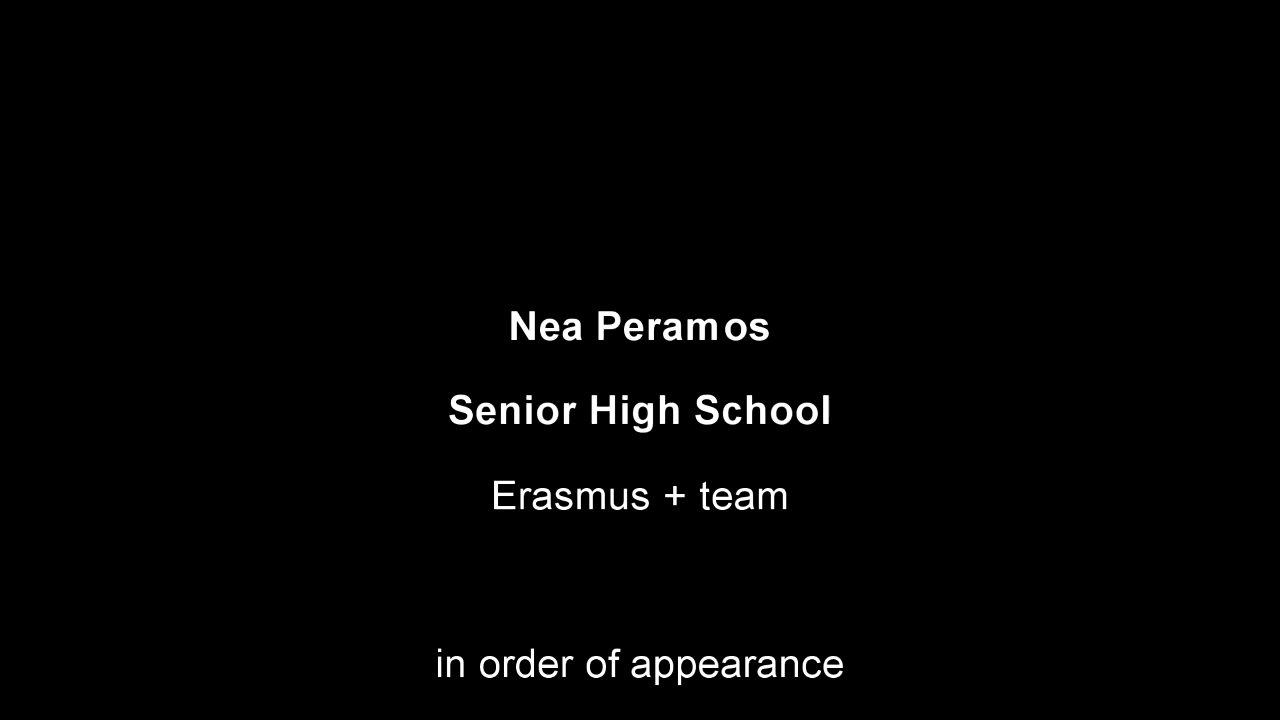 Nea Peramos
Senior High School
Erasmus + team
in order of appearance